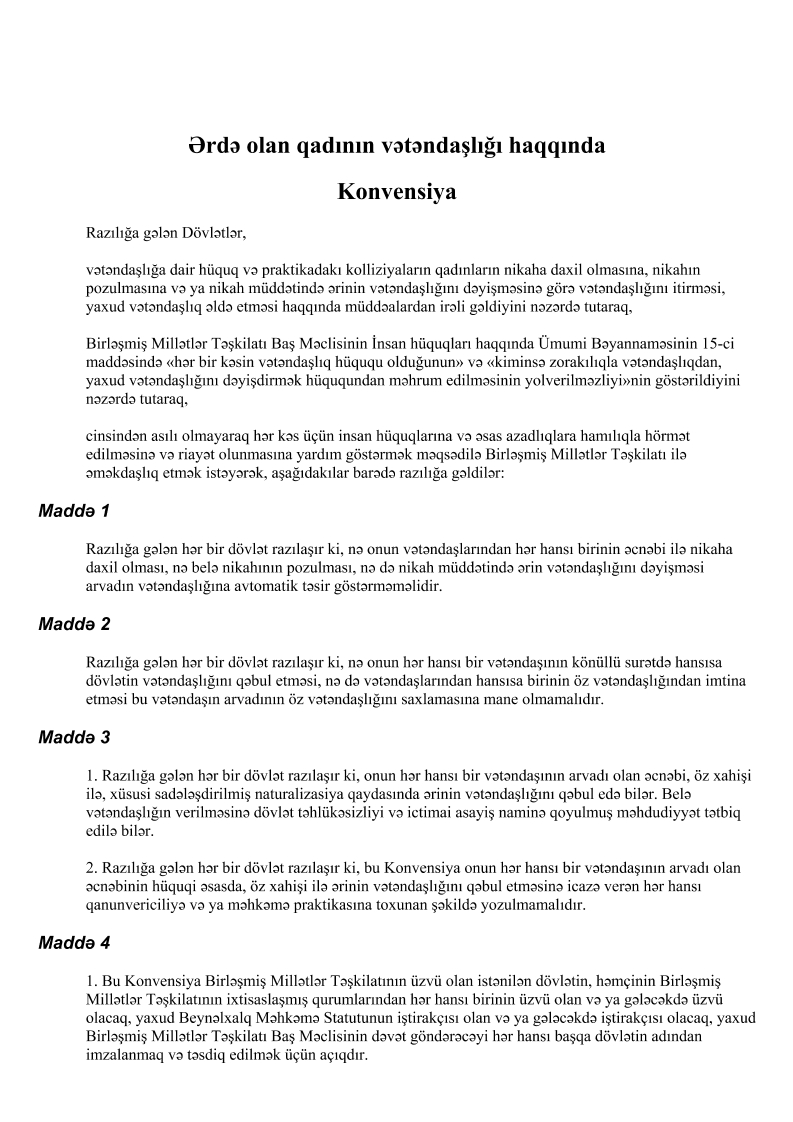 Ərdə olan qadının vətəndaşlığı haqqında
Konvensiya
Razılığa gələn Dövlətlər,
vətəndaşlığa dair hüquq və praktikadakı kolliziyaların qadınların nikaha daxil olmasına, nikahın
pozulmasına və ya nikah müddətində ərinin vətəndaşlığını dəyişməsinə görə vətəndaşlığını itirməsi,
yaxud vətəndaşlıq əldə etməsi haqqında müddəalardan irəli gəldiyini nəzərdə tutaraq,
Birləşmiş Millətlər Təşkilatı Baş Məclisinin İnsan hüquqları haqqında Ümumi Bəyannaməsinin 15-ci
maddəsində «hər bir kəsin vətəndaşlıq hüququ olduğunun» və «kiminsə zorakılıqla vətəndaşlıqdan,
yaxud vətəndaşlığını dəyişdirmək hüququndan məhrum edilməsinin yolverilməzliyi»nin göstərildiyini
nəzərdə tutaraq,
cinsindən asılı olmayaraq hər kəs üçün insan hüquqlarına və əsas azadlıqlara hamılıqla hörmət
edilməsinə və riayət olunmasına yardım göstərmək məqsədilə Birləşmiş Millətlər Təşkilatı ilə
əməkdaşlıq etmək istəyərək, aşağıdakılar barədə razılığa gəldilər:
Maddə 1
Razılığa gələn hər bir dövlət razılaşır ki, nə onun vətəndaşlarından hər hansı birinin əcnəbi ilə nikaha
daxil olması, nə belə nikahının pozulması, nə də nikah müddətində ərin vətəndaşlığını dəyişməsi
arvadın vətəndaşlığına avtomatik təsir göstərməməlidir.
Maddə 2
Razılığa gələn hər bir dövlət razılaşır ki, nə onun hər hansı bir vətəndaşının könüllü surətdə hansısa
dövlətin vətəndaşlığını qəbul etməsi, nə də vətəndaşlarından hansısa birinin öz vətəndaşlığından imtina
etməsi bu vətəndaşın arvadının öz vətəndaşlığını saxlamasına mane olmamalıdır.
Maddə 3
1. Razılığa gələn hər bir dövlət razılaşır ki, onun hər hansı bir vətəndaşının arvadı olan əcnəbi, öz xahişi
ilə, xüsusi sadələşdirilmiş naturalizasiya qaydasında ərinin vətəndaşlığını qəbul edə bilər. Belə
vətəndaşlığın verilməsinə dövlət təhlükəsizliyi və ictimai asayiş naminə qoyulmuş məhdudiyyət tətbiq
edilə bilər.
2. Razılığa gələn hər bir dövlət razılaşır ki, bu Konvensiya onun hər hansı bir vətəndaşının arvadı olan
əcnəbinin hüquqi əsasda, öz xahişi ilə ərinin vətəndaşlığını qəbul etməsinə icazə verən hər hansı
qanunvericiliyə və ya məhkəmə praktikasına toxunan şəkildə yozulmamalıdır.
Maddə 4
1. Bu Konvensiya Birləşmiş Millətlər Təşkilatının üzvü olan istənilən dövlətin, həmçinin Birləşmiş
Millətlər Təşkilatının ixtisaslaşmış qurumlarından hər hansı birinin üzvü olan və ya gələcəkdə üzvü
olacaq, yaxud Beynəlxalq Məhkəmə Statutunun iştirakçısı olan və ya gələcəkdə iştirakçısı olacaq, yaxud
Birləşmiş Millətlər Təşkilatı Baş Məclisinin dəvət göndərəcəyi hər hansı başqa dövlətin adından
imzalanmaq və təsdiq edilmək üçün açıqdır.